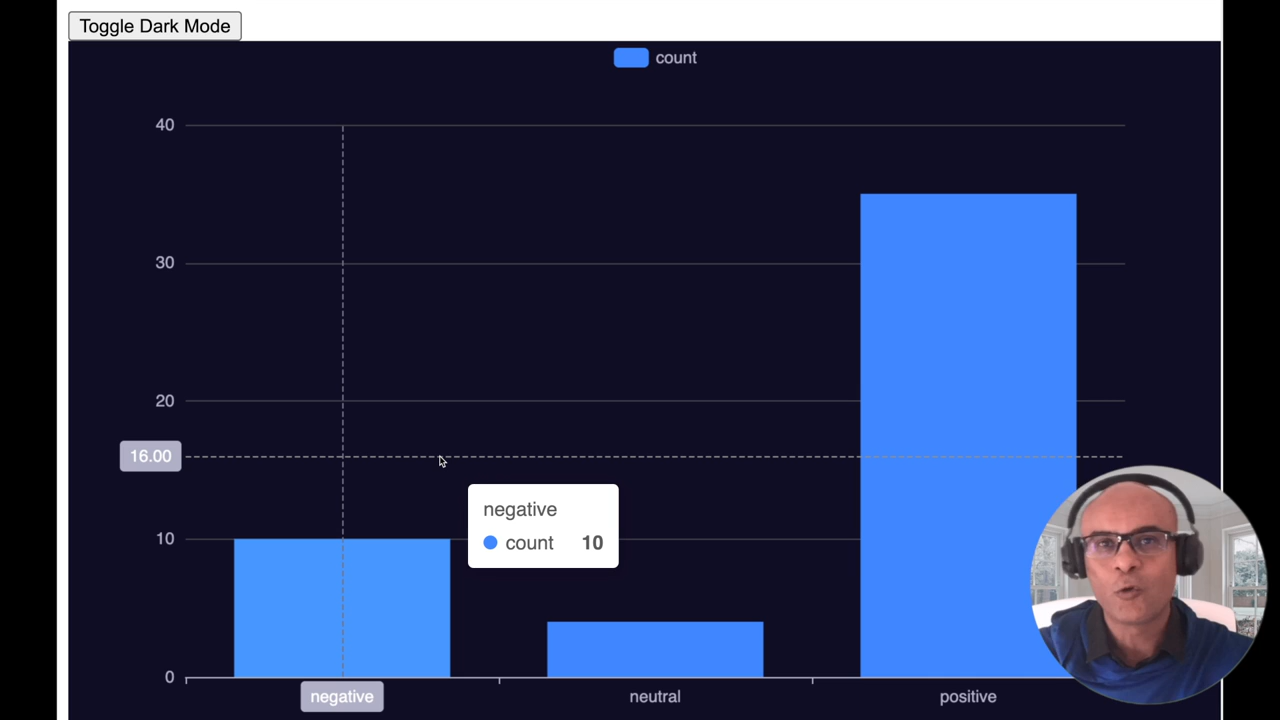 Toggle Dark Mode
count
40
30
20
16.00
negative
count 10
10
0
negative neutral positive